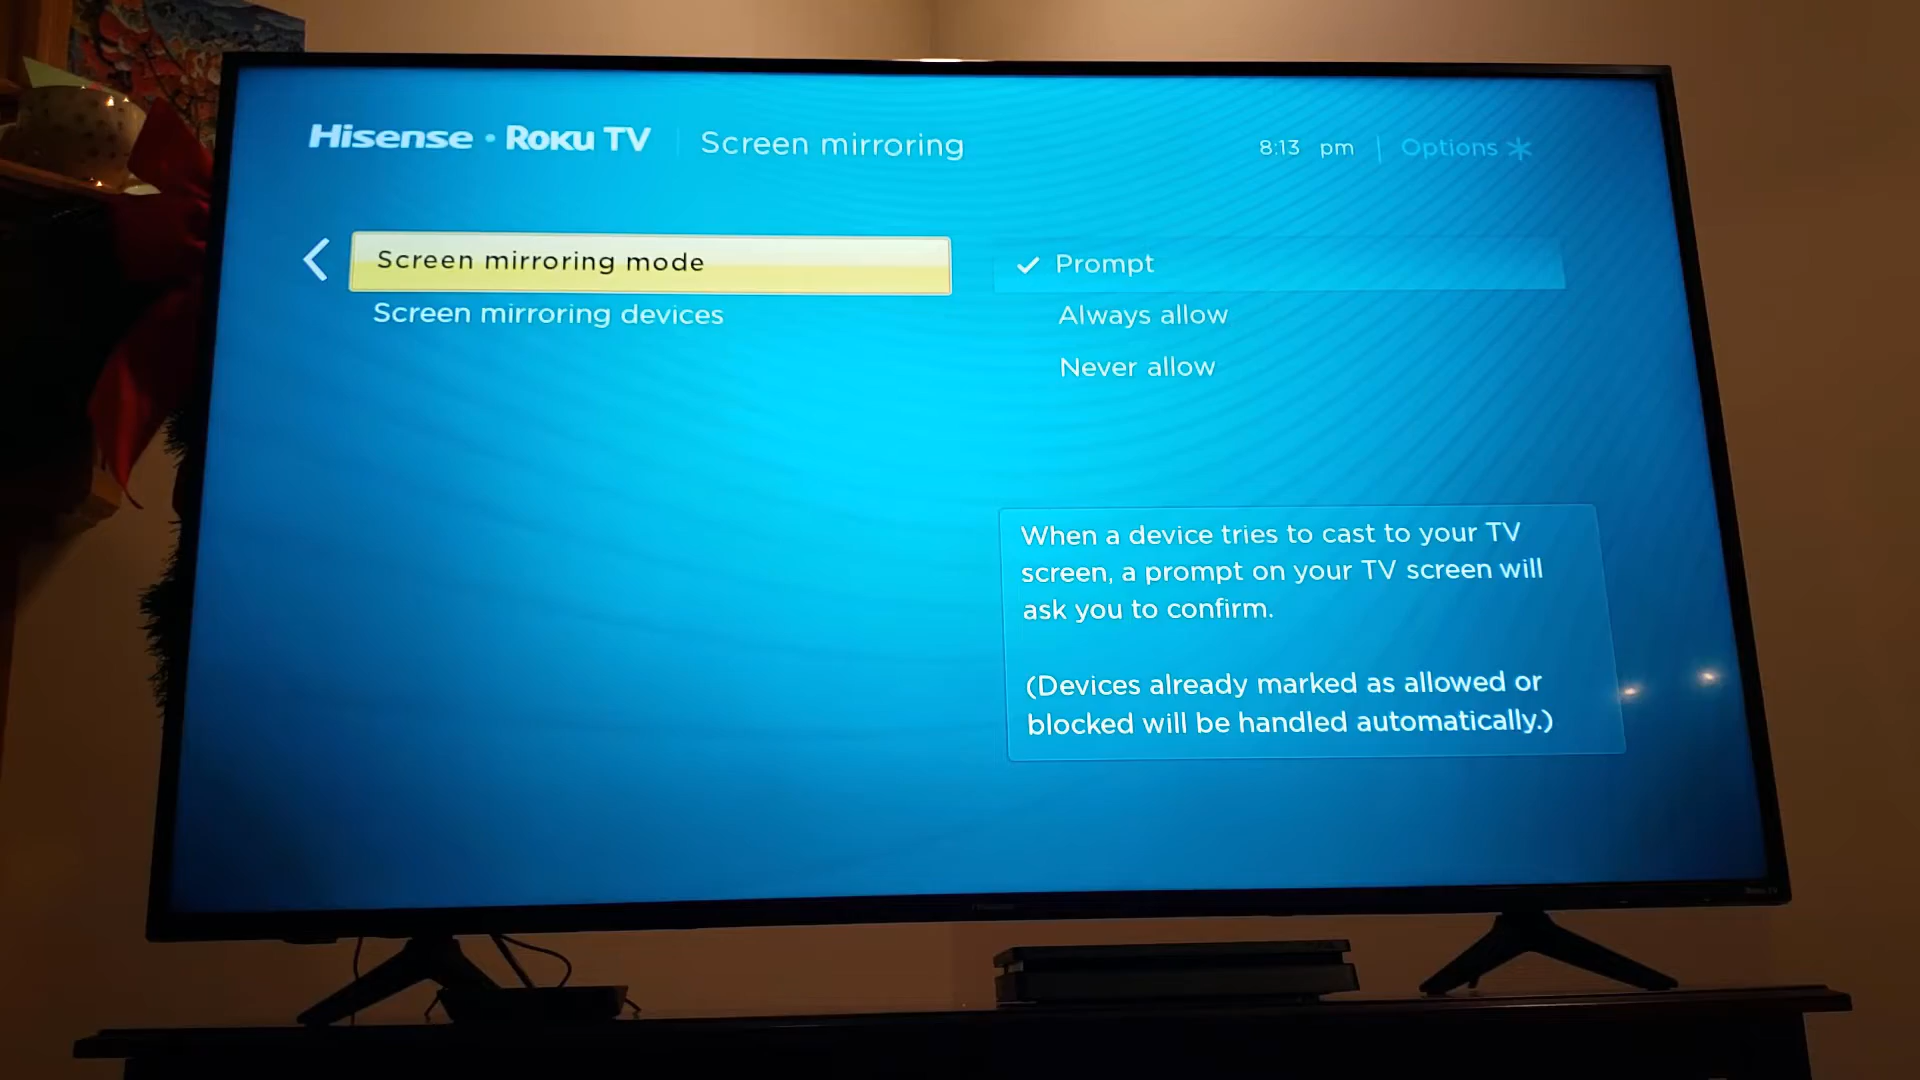 Hisense • Roku TV | Screen mirroring
8:13 pm | Options
Screen mirroring mode
Screen mirroring devices
Prompt
Always allow
Never allow
When a device tries to cast to your TV
screen, a prompt on your TV screen will
ask you to confirm.
(Devices already marked as allowed or
blocked will be handled automatically.)